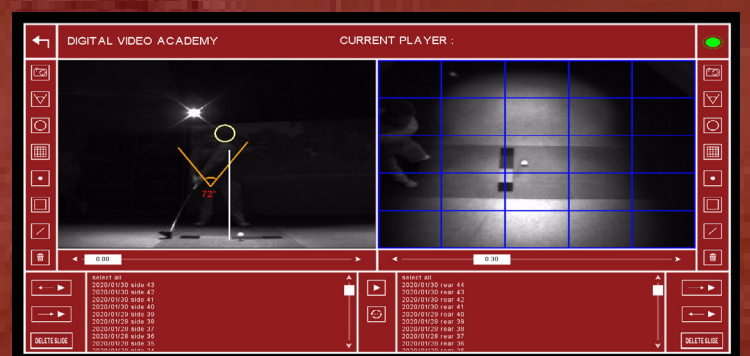 DIGITAL VIDEO ACADEMY
CURRENT PLAYER :
72°
0.00
0.30
select all
2020/01/30 side 43
2020/01/30 side 42
2020/01/30 side 41
2020/01/30 side 40
2020/01/29 side 39
2020/01/28 side 38
2020/01/28 side 37
2020/01/28 side 36
2020/01/28 side 35
select all
2020/01/30 rear 44
2020/01/30 rear 43
2020/01/30 rear 42
2020/01/30 rear 41
2020/01/29 rear 40
2020/01/28 rear 39
2020/01/28 rear 38
2020/01/28 rear 37
2020/01/28 rear 36
DELETE SLIDE
DELETE SLIDE